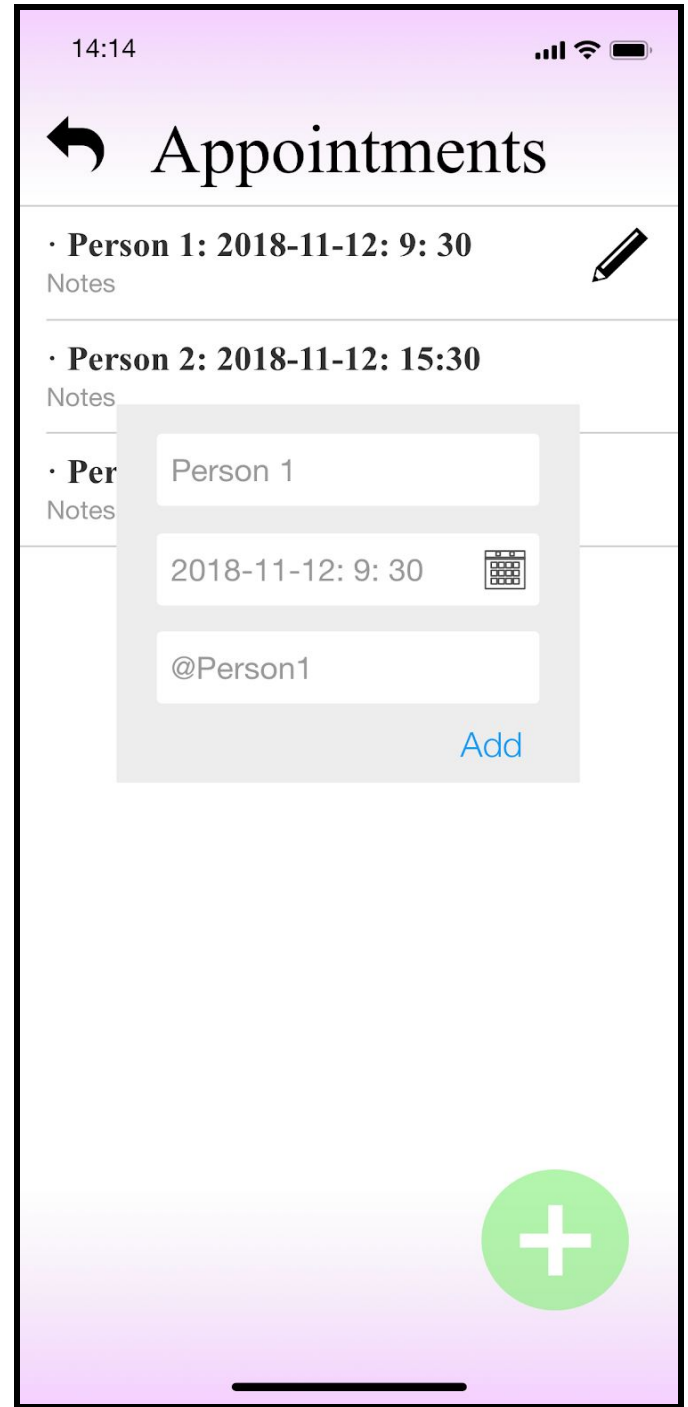 14:14
Appointments
· Person 1: 2018-11-12: 9: 30
Notes
· Person 2: 2018-11-12: 15:30
Notes
· Per
Notes
Person 1
2018-11-12: 9: 30
@Person1
Add